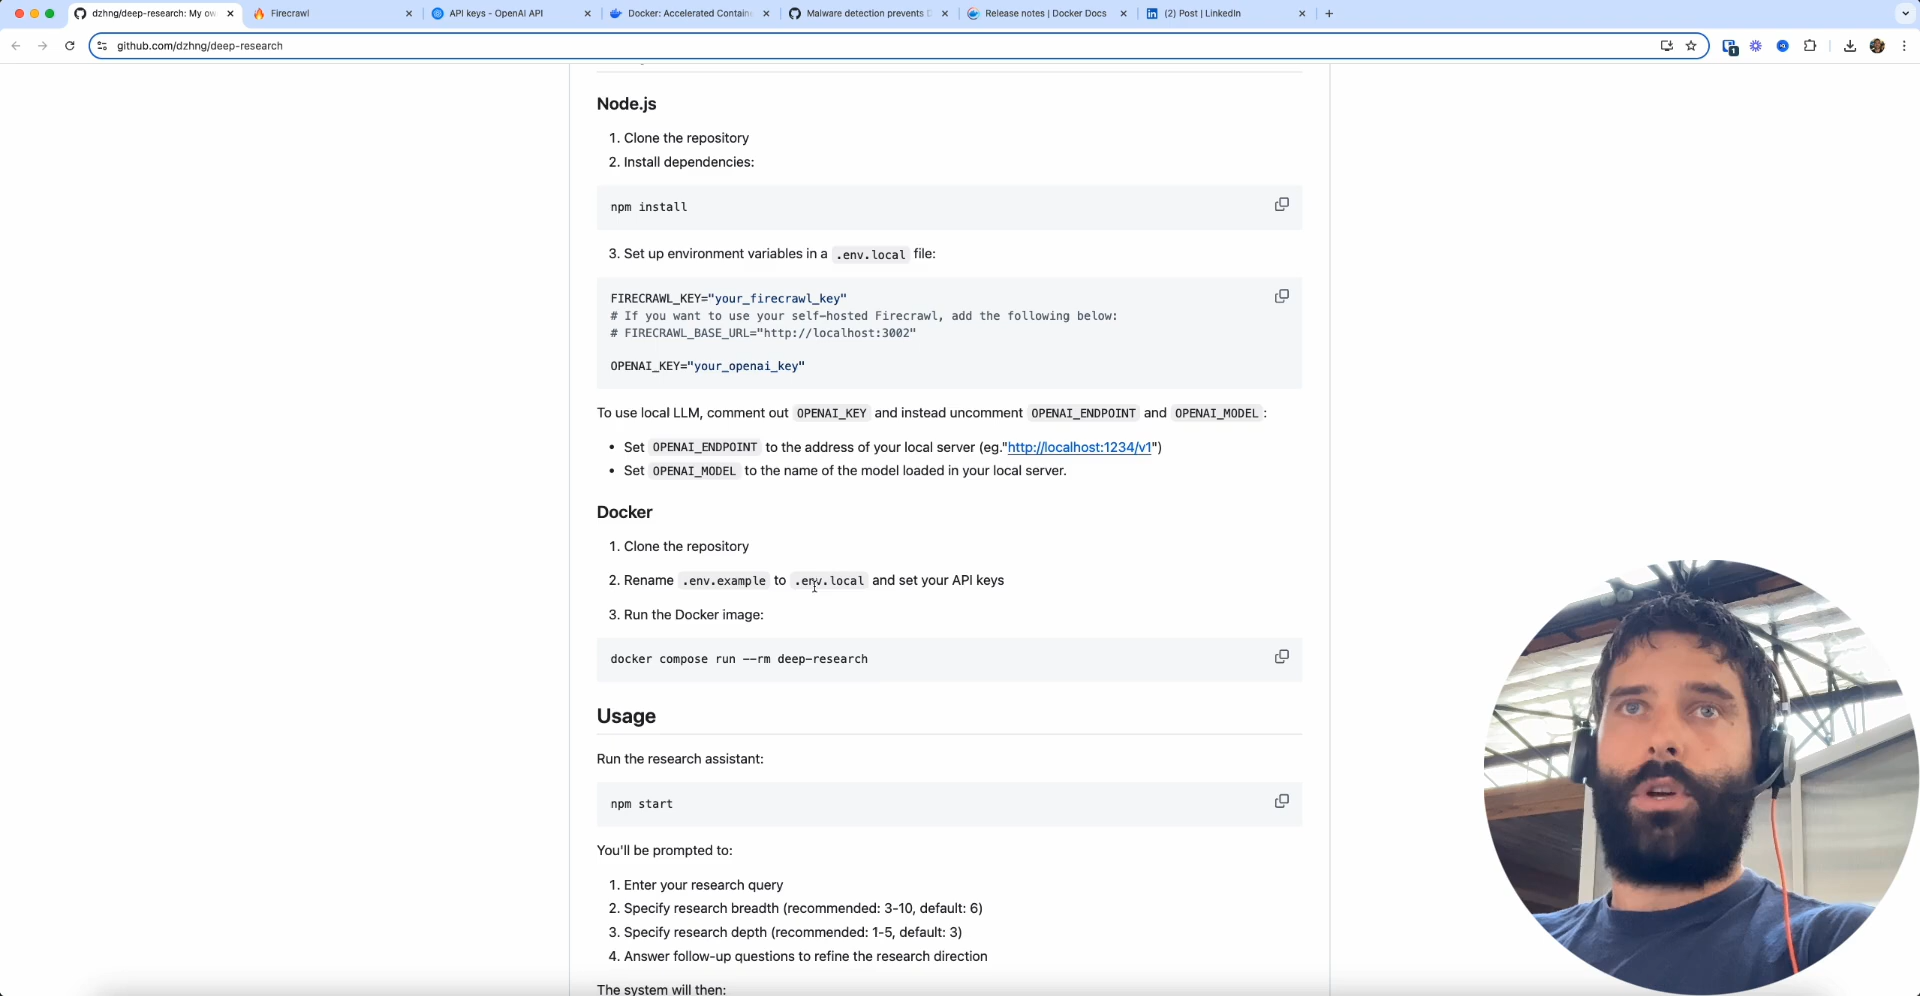 dzhng/deep-research: My ow
Firecrawl
API keys - OpenAI API
Docker: Accelerated Contain
Malware detection prevents D
Release notes | Docker Docs
(2) Post | LinkedIn
github.com/dzhng/deep-research
Node.js
1. Clone the repository
2. Install dependencies:
npm install
3. Set up environment variables in a .env.local file:
FIRECRAWL_KEY="your_firecrawl_key"
# If you want to use your self-hosted Firecrawl, add the following below:
# FIRECRAWL_BASE_URL="http://localhost:3002"
OPENAI_KEY="your_openai_key"
To use local LLM, comment out OPENAI_KEY and instead uncomment OPENAI_ENDPOINT and OPENAI_MODEL :
• Set OPENAI_ENDPOINT to the address of your local server (eg."http://localhost:1234/v1")
• Set OPENAI_MODEL to the name of the model loaded in your local server.
Docker
1. Clone the repository
2. Rename .env.example to .env.local and set your API keys
3. Run the Docker image:
docker compose run --rm deep-research
Usage
Run the research assistant:
npm start
You'll be prompted to:
1. Enter your research query
2. Specify research breadth (recommended: 3-10, default: 6)
3. Specify research depth (recommended: 1-5, default: 3)
4. Answer follow-up questions to refine the research direction
The system will then: